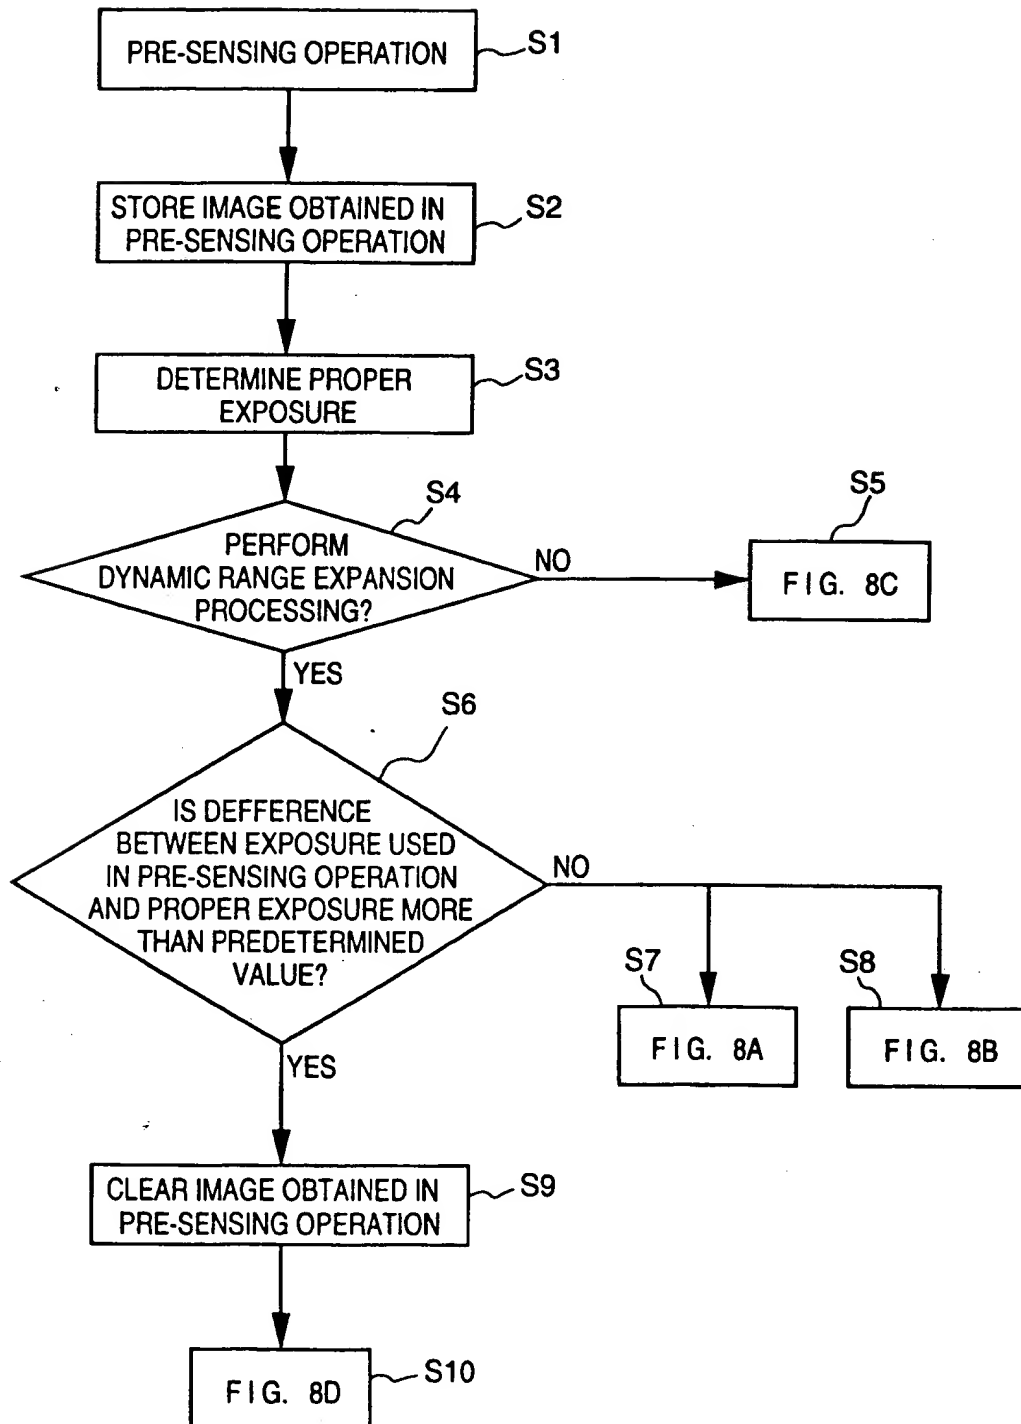 PRE-SENSING OPERATION
S1
STORE IMAGE OBTAINED IN
PRE-SENSING OPERATION
S2
DETERMINE PROPER
EXPOSURE
S3
S4
PERFORM
DYNAMIC RANGE EXPANSION
PROCESSING?
NO
S5
FIG. 8C
YES
S6
IS DEFFERENCE
BETWEEN EXPOSURE USED
IN PRE-SENSING OPERATION
AND PROPER EXPOSURE MORE
THAN PREDETERMINED
VALUE?
NO
S7
FIG. 8A
S8
FIG. 8B
YES
CLEAR IMAGE OBTAINED IN
PRE-SENSING OPERATION
S9
FIG. 8D
S10